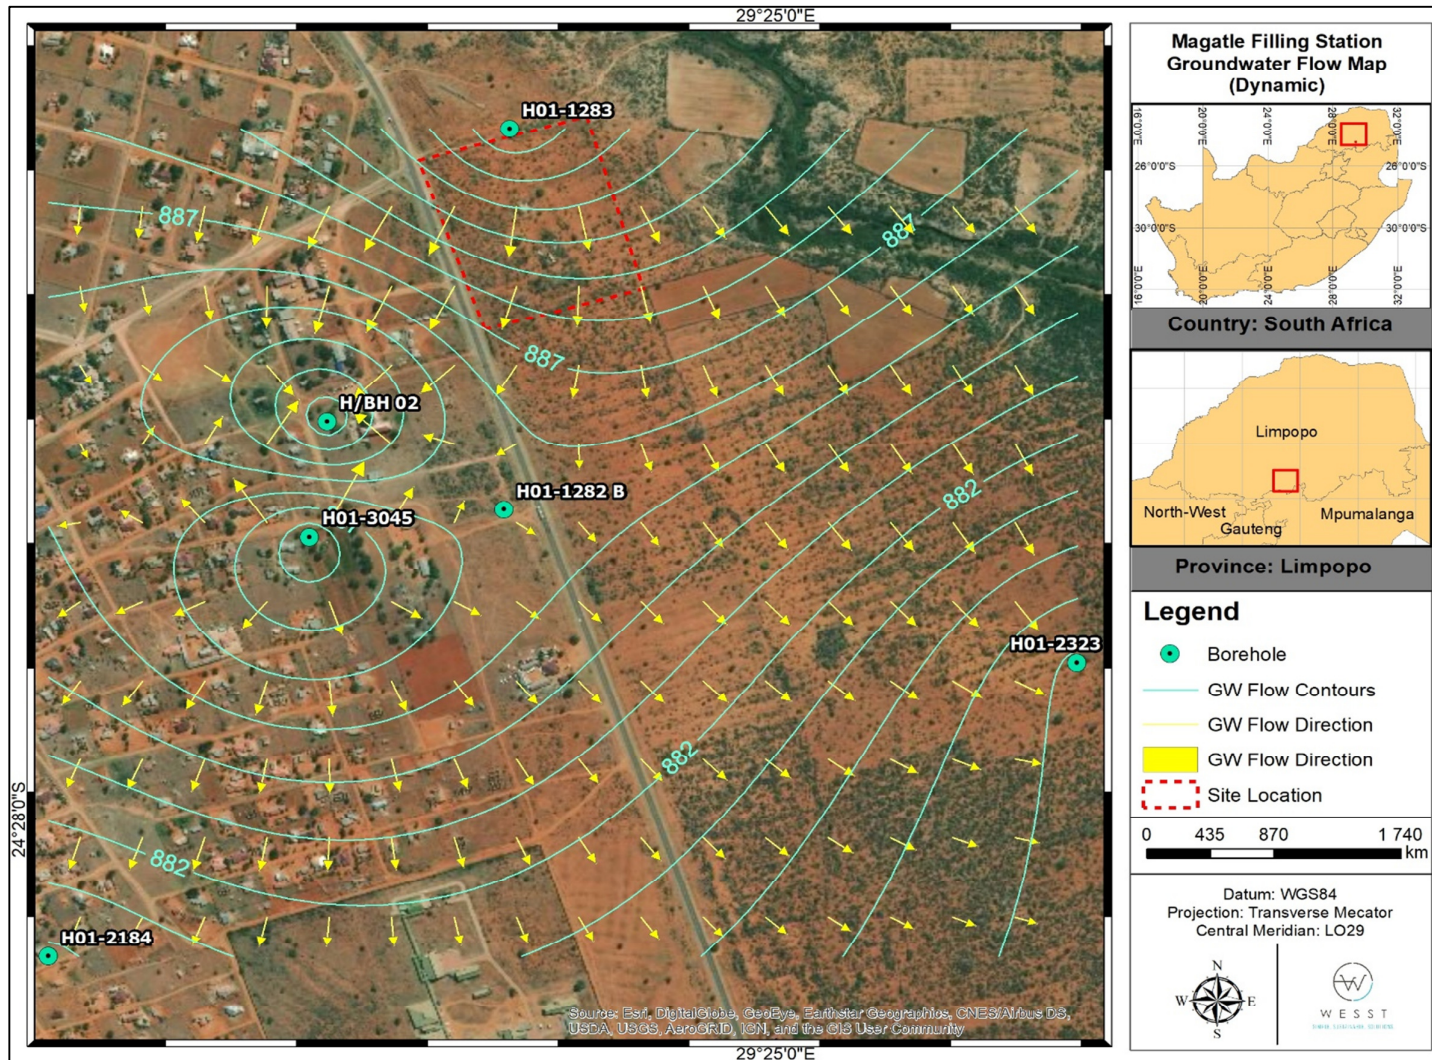 29°25'0"E
H01-1283
887
887
887
H/BH 02
H01-1282 B
882
H01-3045
H01-2323
882
24°28'0"S
882
H01-2184
Source: Esri, DigitalGlobe, GeoEye, Earthstar Geographics, CNES/Airbus DS,
USDA, USGS, AeroGRID, IGN, and the GIS User Community
29°25'0"E
Magatle Filling Station
Groundwater Flow Map
(Dynamic)
16°0'0"E
20°0'0"E
24°0'0"E
28°0'0"E
32°0'0"E
26°0'0"S
26°0'0"S
30°0'0"S
30°0'0"S
16°0'0"E
20°0'0"E
24°0'0"E
28°0'0"E
32°0'0"E
Country: South Africa
Limpopo
North-West
Gauteng
Mpumalanga
Province: Limpopo
Legend
Borehole
GW Flow Contours
GW Flow Direction
GW Flow Direction
Site Location
0 435 870 1 740
km
Datum: WGS84
Projection: Transverse Mecator
Central Meridian: LO29
N
W E
S
WESST